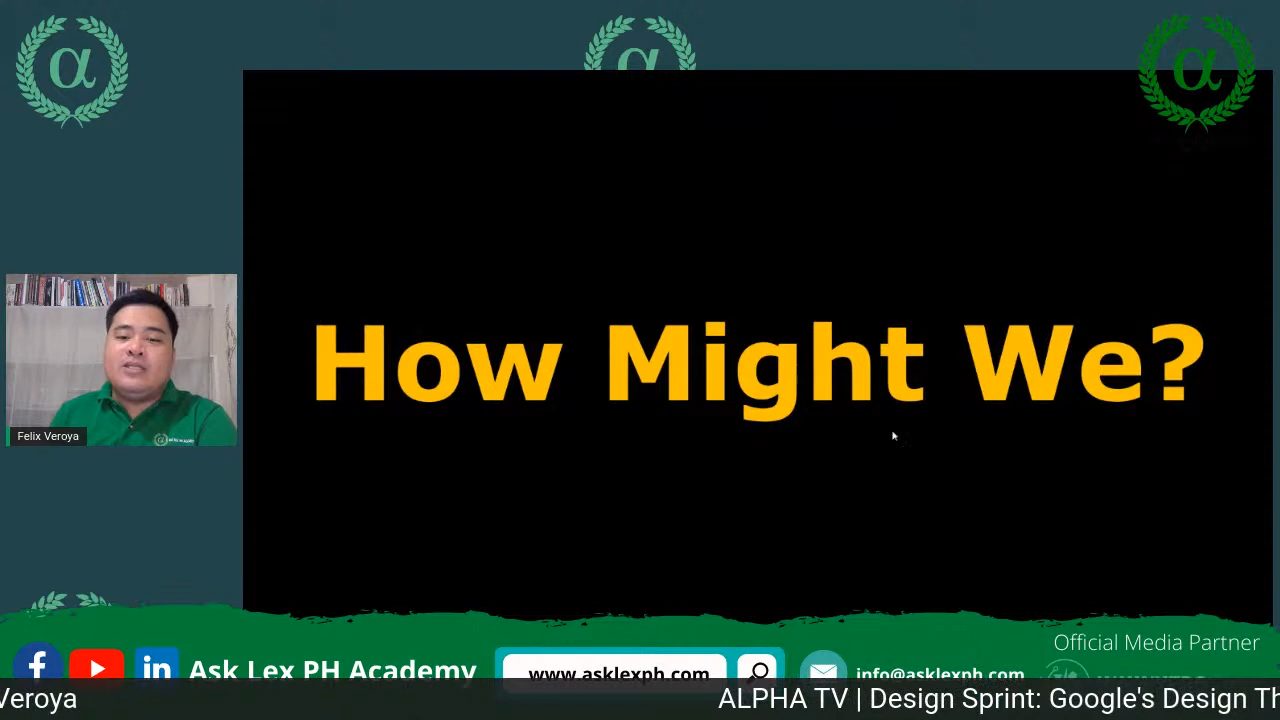 α
α
How Might We?
Felix Veroya
Official Media Partner
f
in
Ask Lex PH Academy
www.asklexph.com
info@asklexph.com
Veroya
ALPHA TV | Design Sprint: Google's Design Th